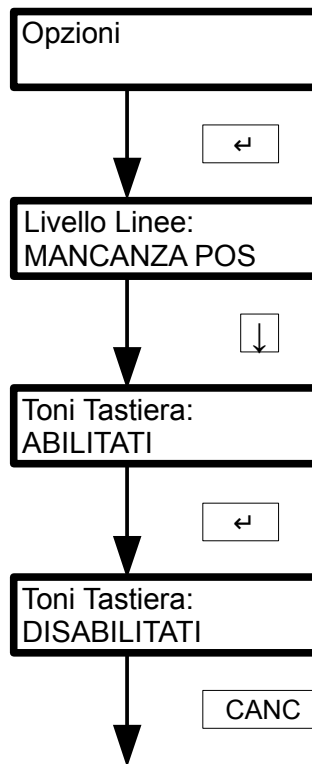 Opzioni
↵
Livello Linee:
MANCANZA POS
↓
Toni Tastiera:
ABILITATI
↵
Toni Tastiera:
DISABILITATI
CANC